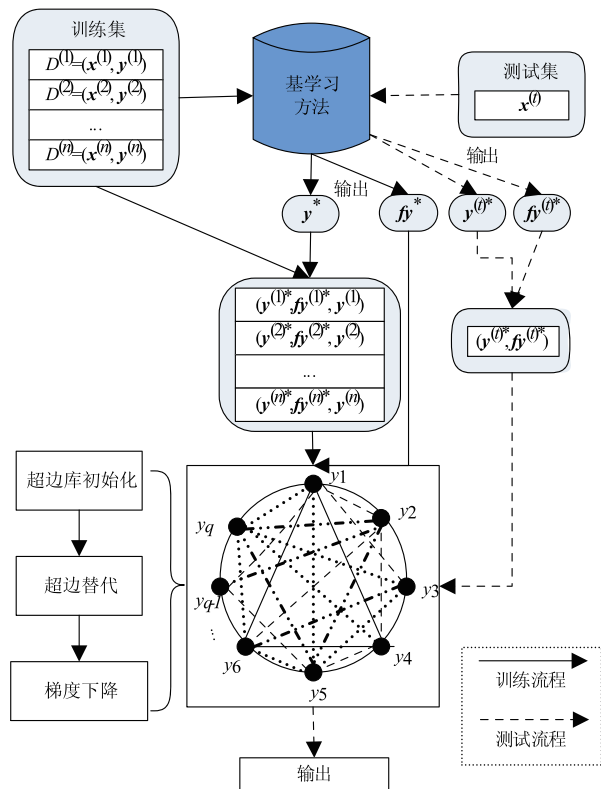 训练集
D(1)=(x(1), y(1))
D(2)=(x(2), y(2))
...
D(n)=(x(n), y(n))
基学习
方法
测试集
x(t)
输出
输出
y*
fy*
y(t)*
fy(t)*
(y(1)*,fy(1)*, y(1))
(y(2)*,fy(2)*, y(2))
...
(y(n)*,fy(n)*, y(n))
(y(t)*,fy(t)*)
超边库初始化
超边替代
梯度下降
y1
y2
yq
y3
yq-1
...
y6
y4
y5
训练流程
测试流程
输出